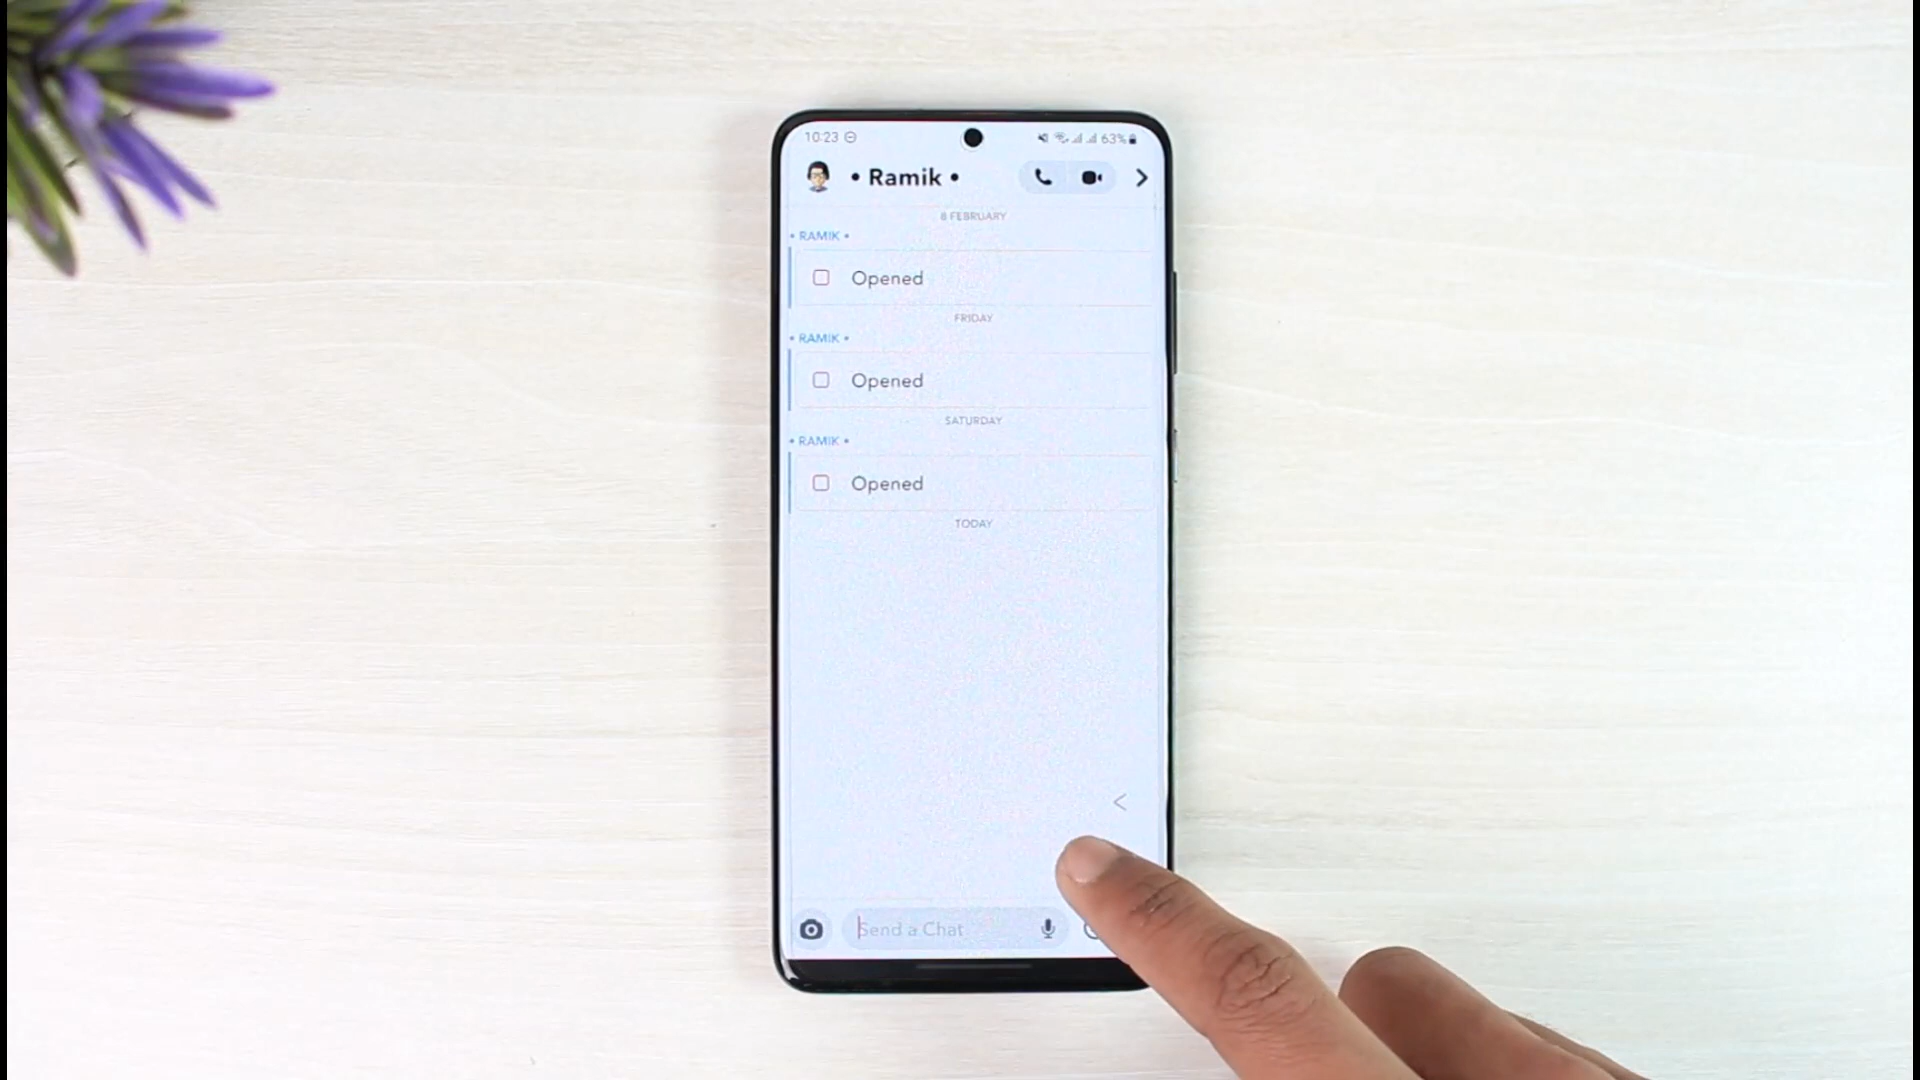 10:23 63%
• Ramik •
8 FEBRUARY
• RAMIK •
Opened
FRIDAY
• RAMIK •
Opened
SATURDAY
• RAMIK •
Opened
TODAY
Send a Chat